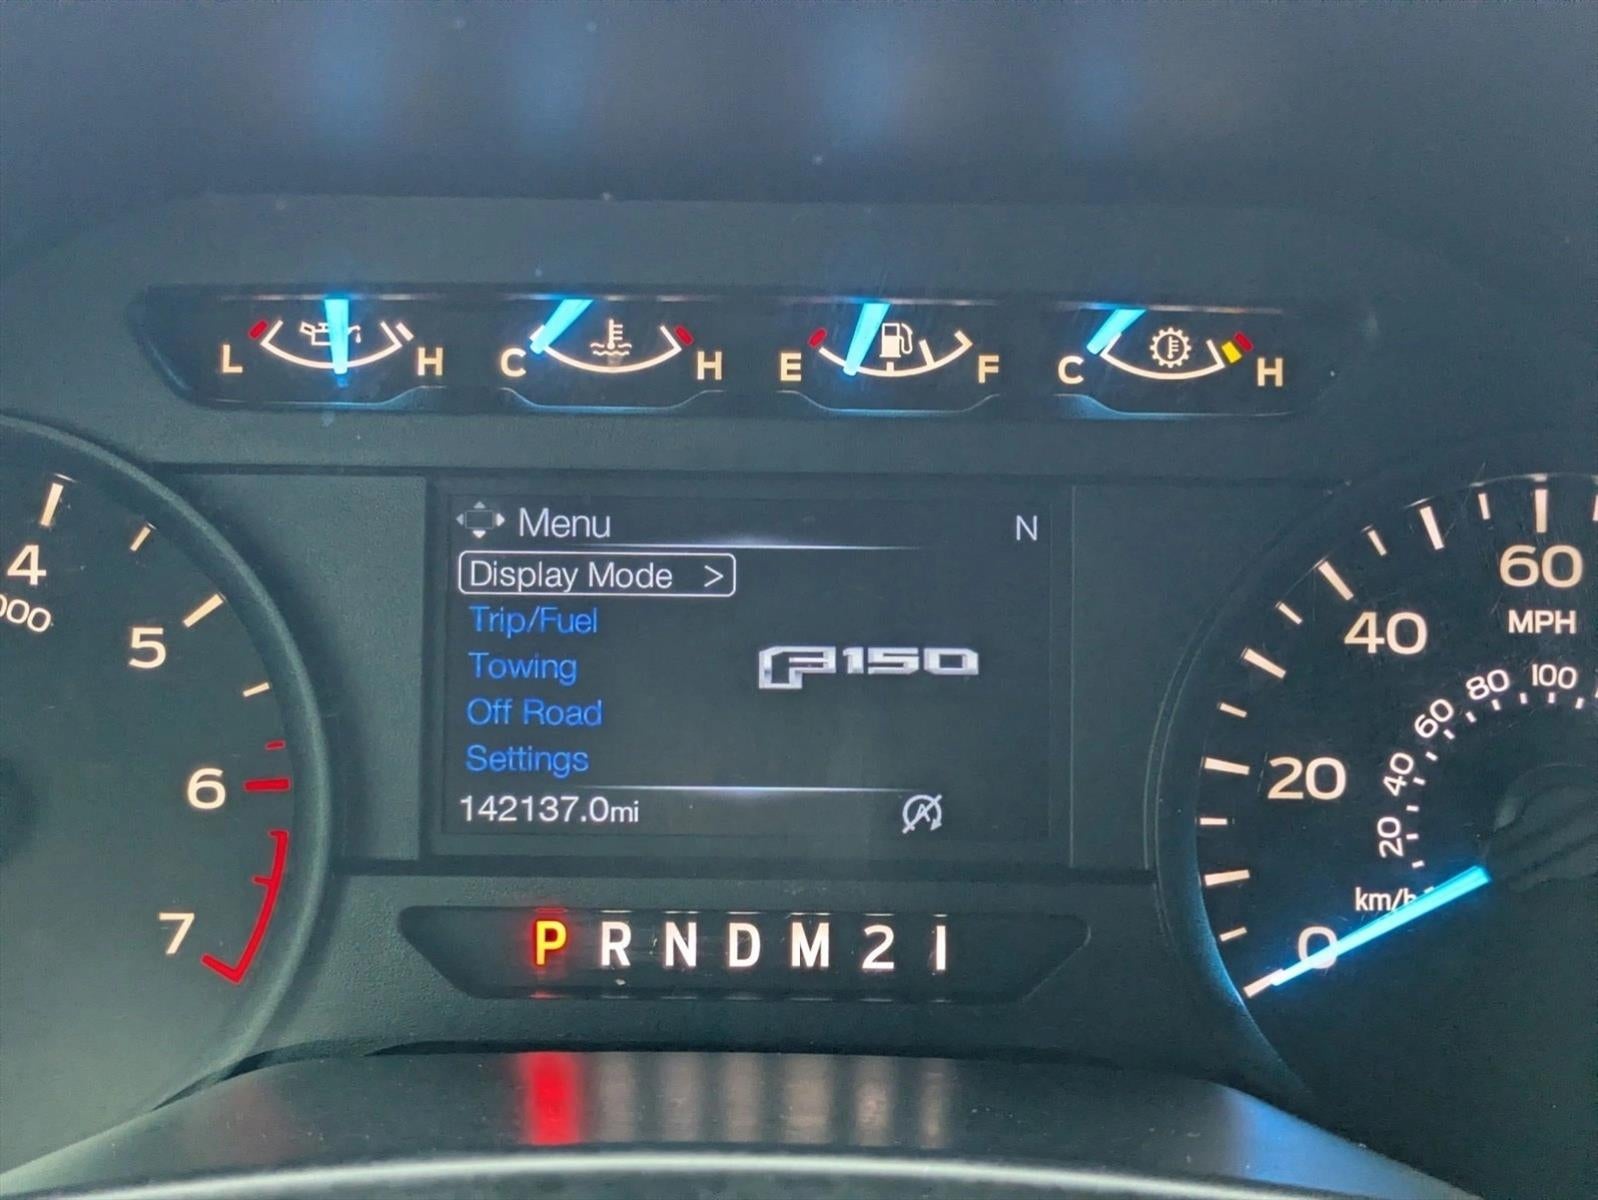 L H C H E F C H
Menu N
Display Mode >
Trip/Fuel
Towing
Off Road
Settings
F-150
142137.0mi
4
5
6
7
60
MPH
40
20
0
100
80
60
40
20
km/h
P R N D M 2 1